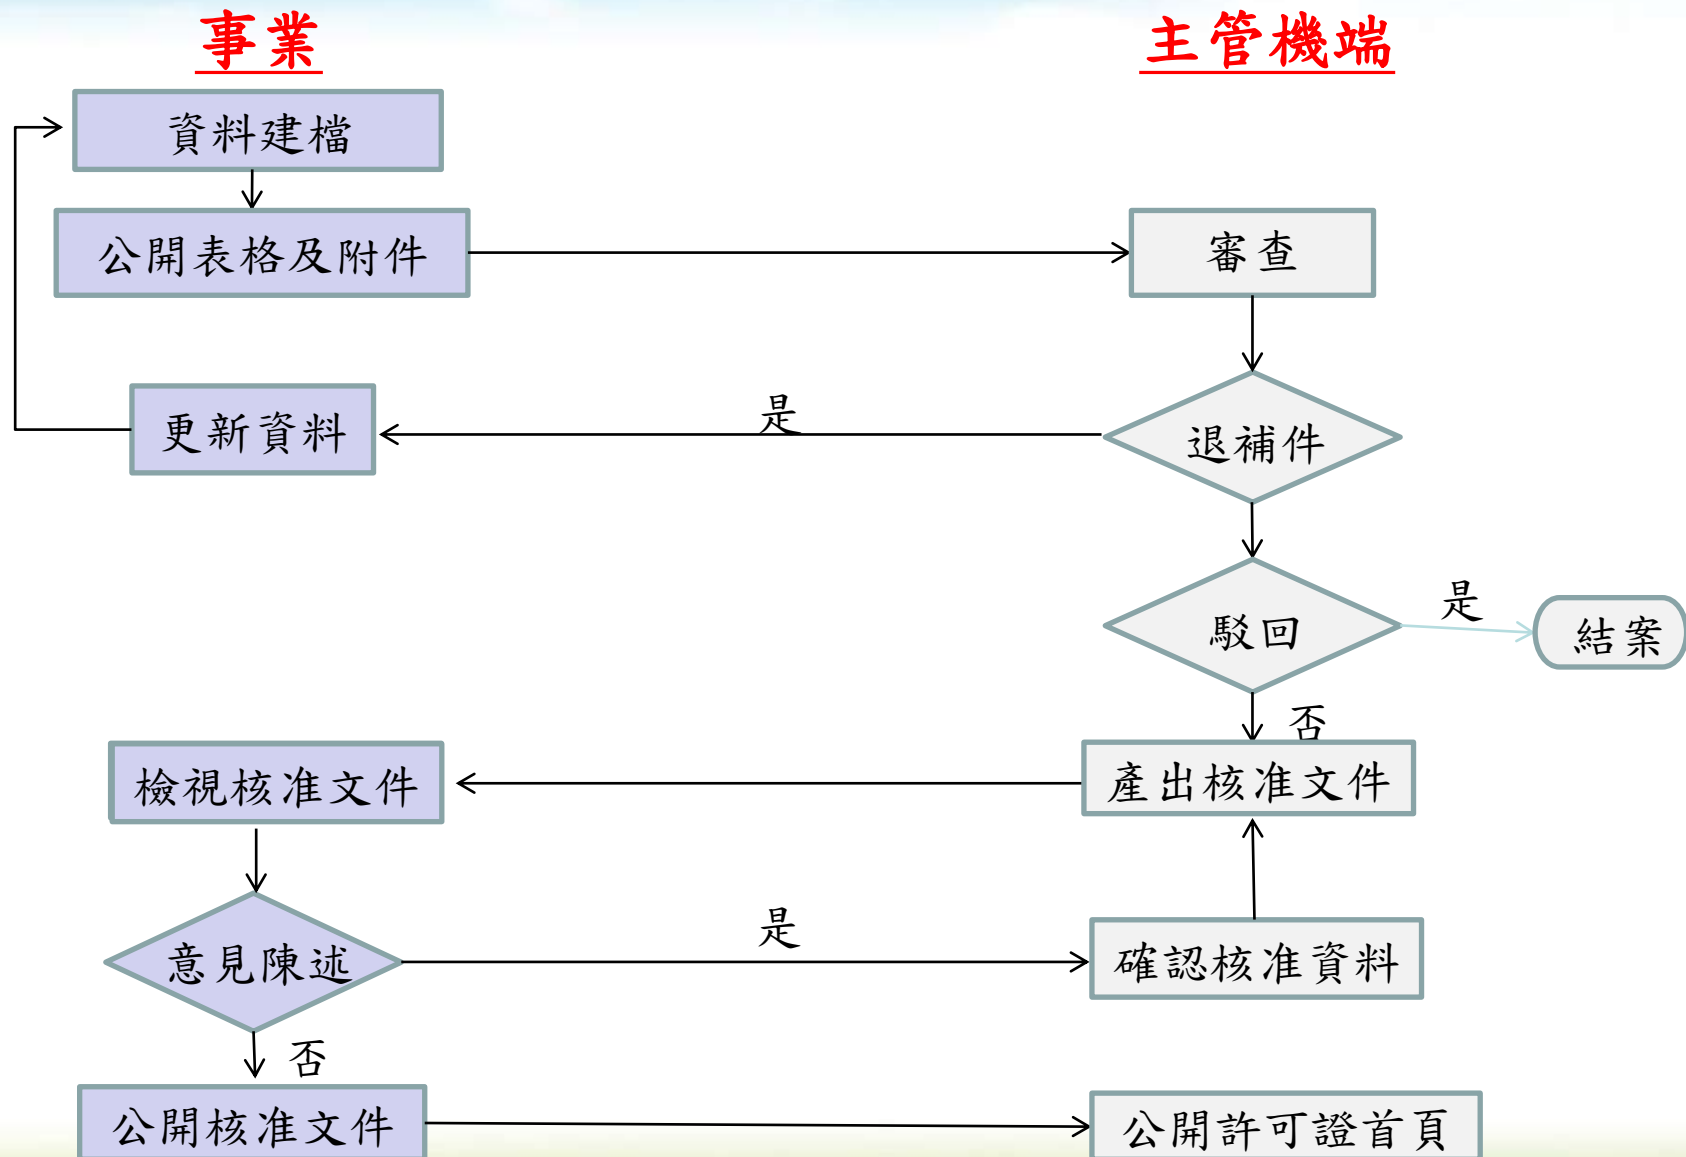 事業
主管機端
資料建檔
公開表格及附件
審查
更新資料
是
退補件
駁回
是
結案
否
檢視核准文件
產出核准文件
意見陳述
是
確認核准資料
否
公開核准文件
公開許可證首頁